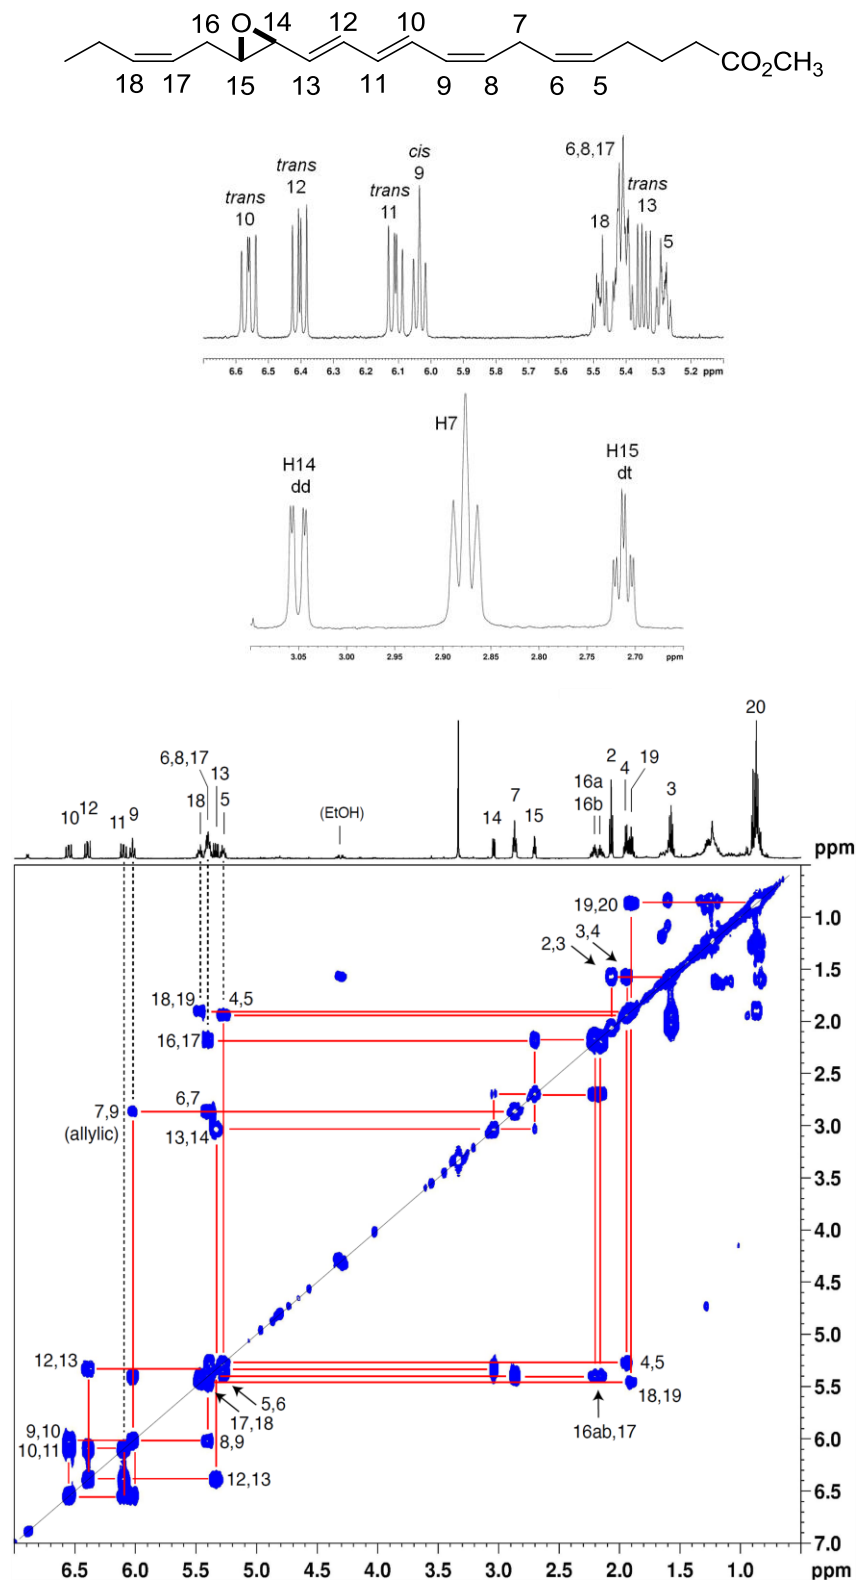 16 O 14 12 10 7
18 17 15 13 11 9 8 6 5 CO₂CH₃
cis
9
trans
12
trans
10
trans
11
6,8,17
trans
13
18
5
6.6 6.5 6.4 6.3 6.2 6.1 6.0 5.9 5.8 5.7 5.6 5.5 5.4 5.3 5.2 ppm
H7
H14
dd
H15
dt
3.05 3.00 2.95 2.90 2.85 2.80 2.75 2.70 ppm
20
6,8,17
13
18 5
10 12 11 9
(EtOH)
14 7 15
16a
16b
2 4 19
3
ppm
19,20
3,4
2,3
18,19 4,5
16,17
6,7
7,9
(allylic)
13,14
12,13
4,5
18,19
5,6
17,18
16ab,17
9,10
10,11
8,9
12,13
1.0
1.5
2.0
2.5
3.0
3.5
4.0
4.5
5.0
5.5
6.0
6.5
7.0
6.5 6.0 5.5 5.0 4.5 4.0 3.5 3.0 2.5 2.0 1.5 1.0 ppm